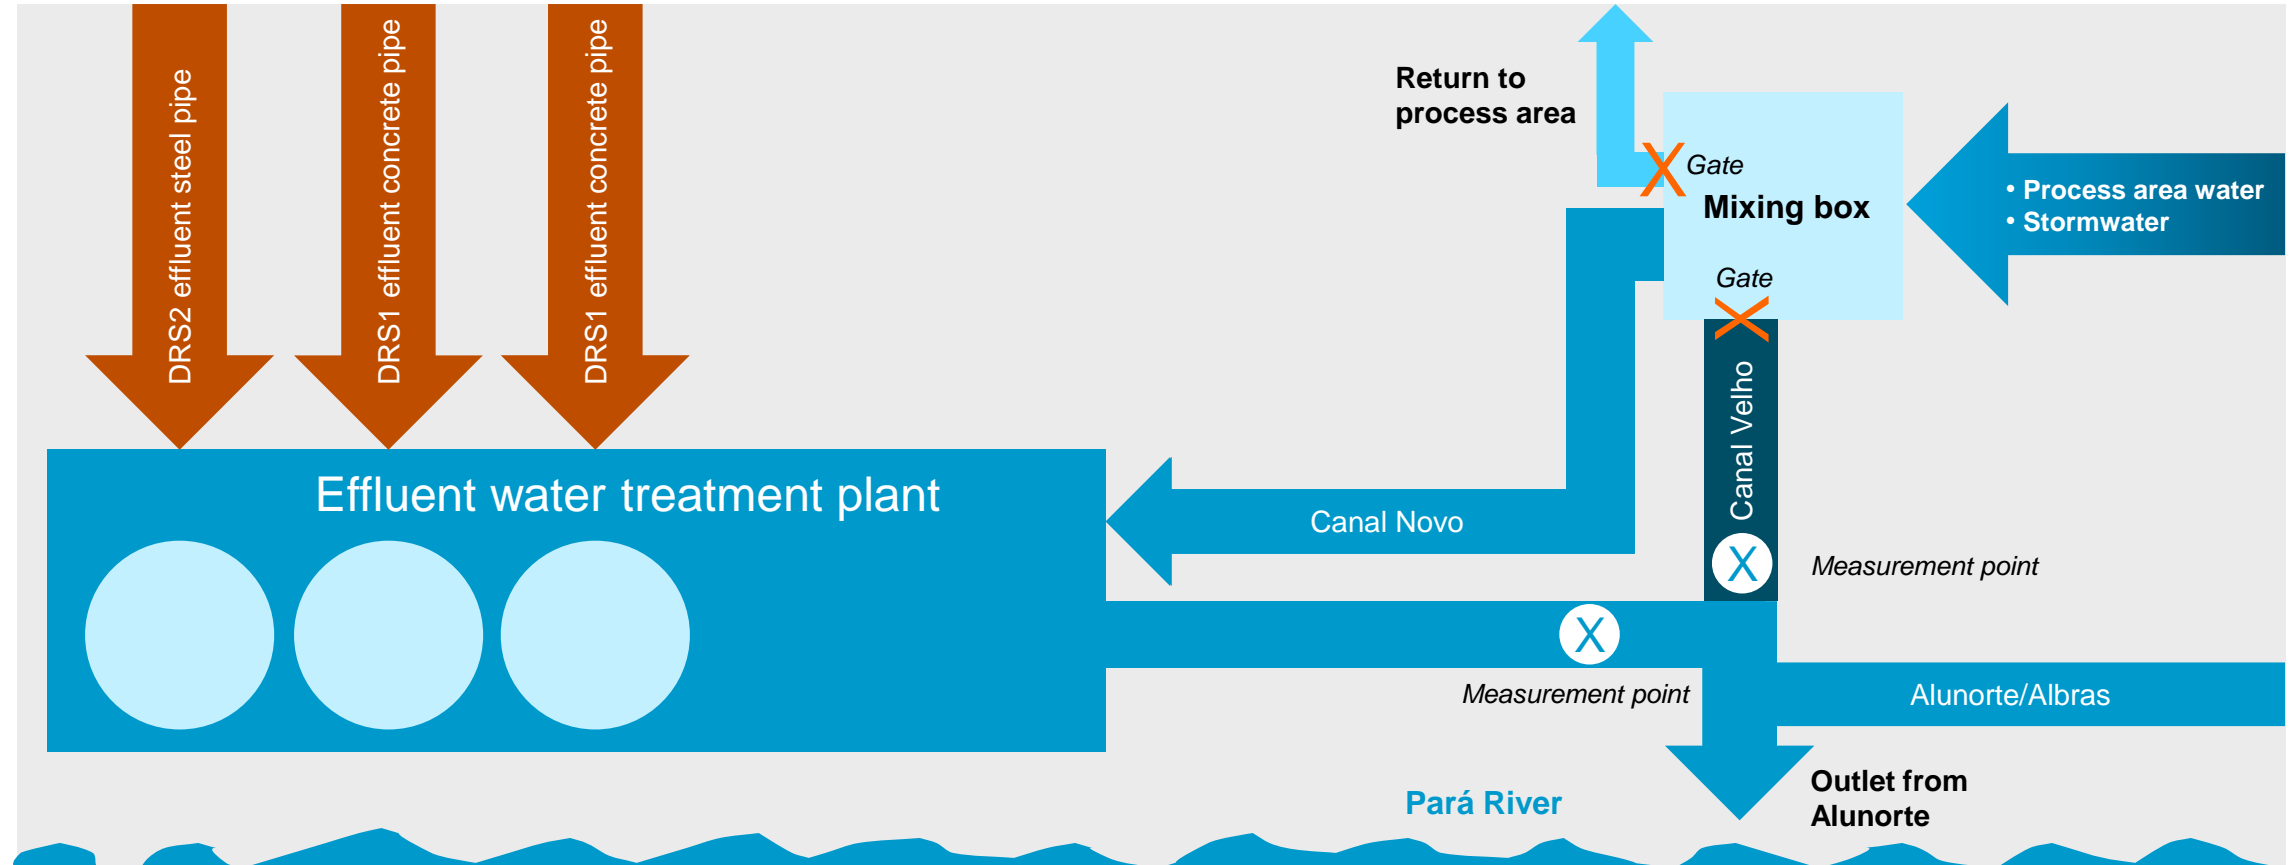 DRS2 effluent steel pipe
DRS1 effluent concrete pipe
DRS1 effluent concrete pipe
Return to
process area
X
Gate
Mixing box
• Process area water
• Stormwater
Gate
X
Canal Velho
Effluent water treatment plant
Canal Novo
X
Measurement point
X
Measurement point
Alunorte/Albras
Pará River
Outlet from
Alunorte